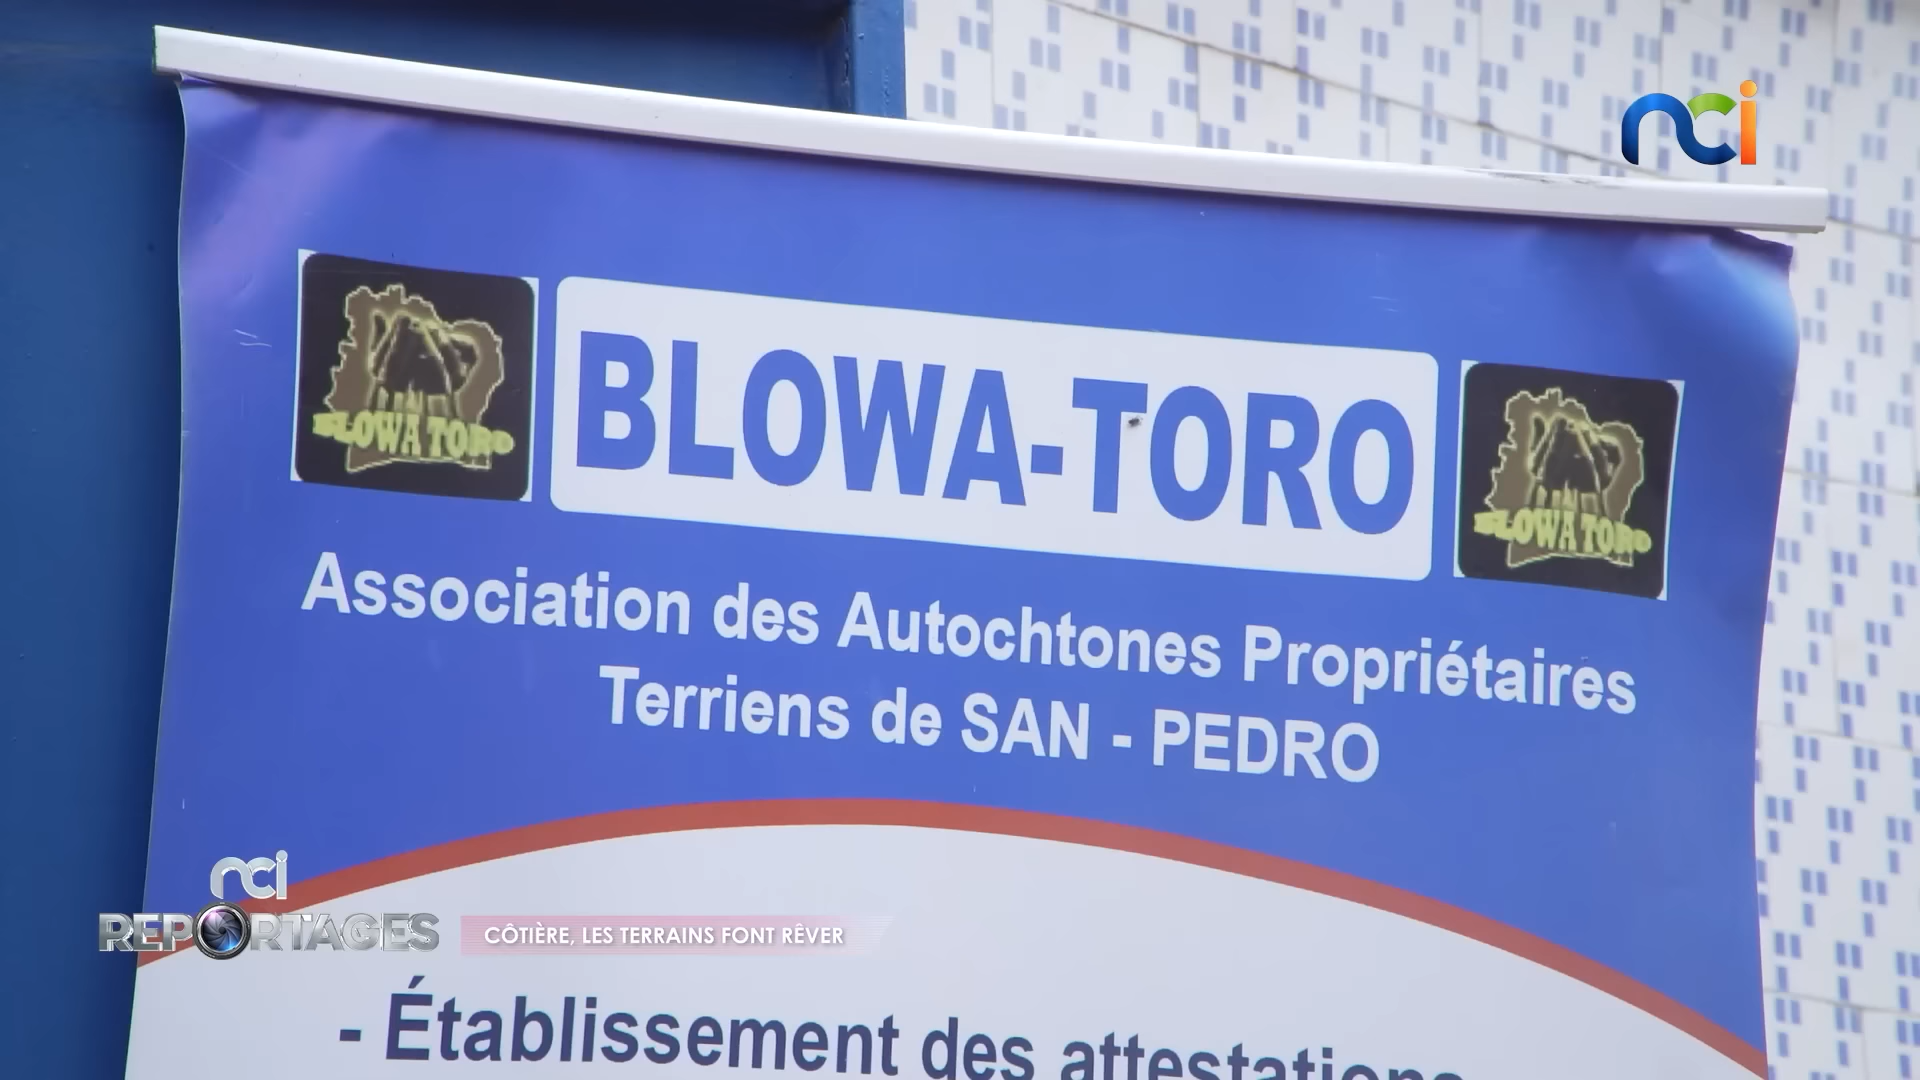 nci
BLOWA TORO
BLOWA-TORO
BLOWA TORO
Association des Autochtones Propriétaires
Terriens de SAN - PEDRO
nci
REPORTAGES
CÔTIÈRE, LES TERRAINS FONT RÊVER
- Établissement des attestations